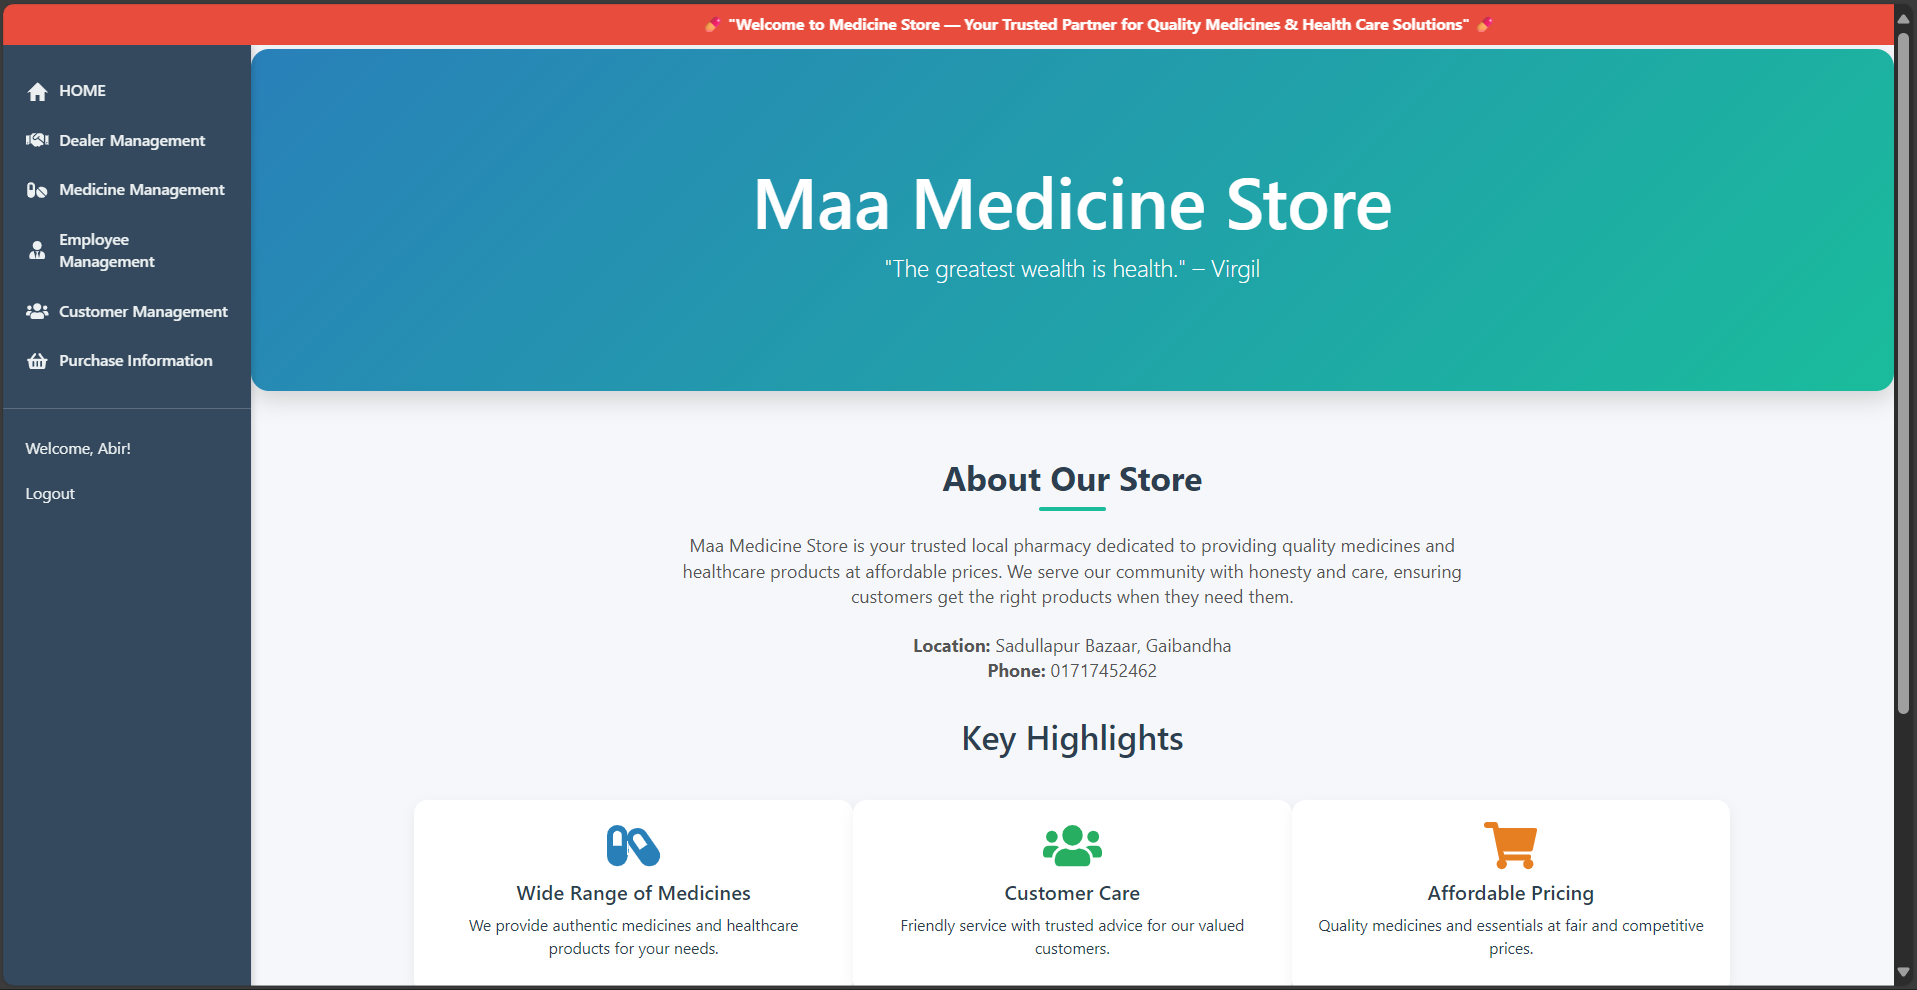 "Welcome to Medicine Store — Your Trusted Partner for Quality Medicines & Health Care Solutions"
HOME
Dealer Management
Medicine Management
Employee
Management
Customer Management
Purchase Information
Welcome, Abir!
Logout
Maa Medicine Store
"The greatest wealth is health." – Virgil
About Our Store
Maa Medicine Store is your trusted local pharmacy dedicated to providing quality medicines and
healthcare products at affordable prices. We serve our community with honesty and care, ensuring
customers get the right products when they need them.
Location: Sadullapur Bazaar, Gaibandha
Phone: 01717452462
Key Highlights
Wide Range of Medicines
We provide authentic medicines and healthcare
products for your needs.
Customer Care
Friendly service with trusted advice for our valued
customers.
Affordable Pricing
Quality medicines and essentials at fair and competitive
prices.